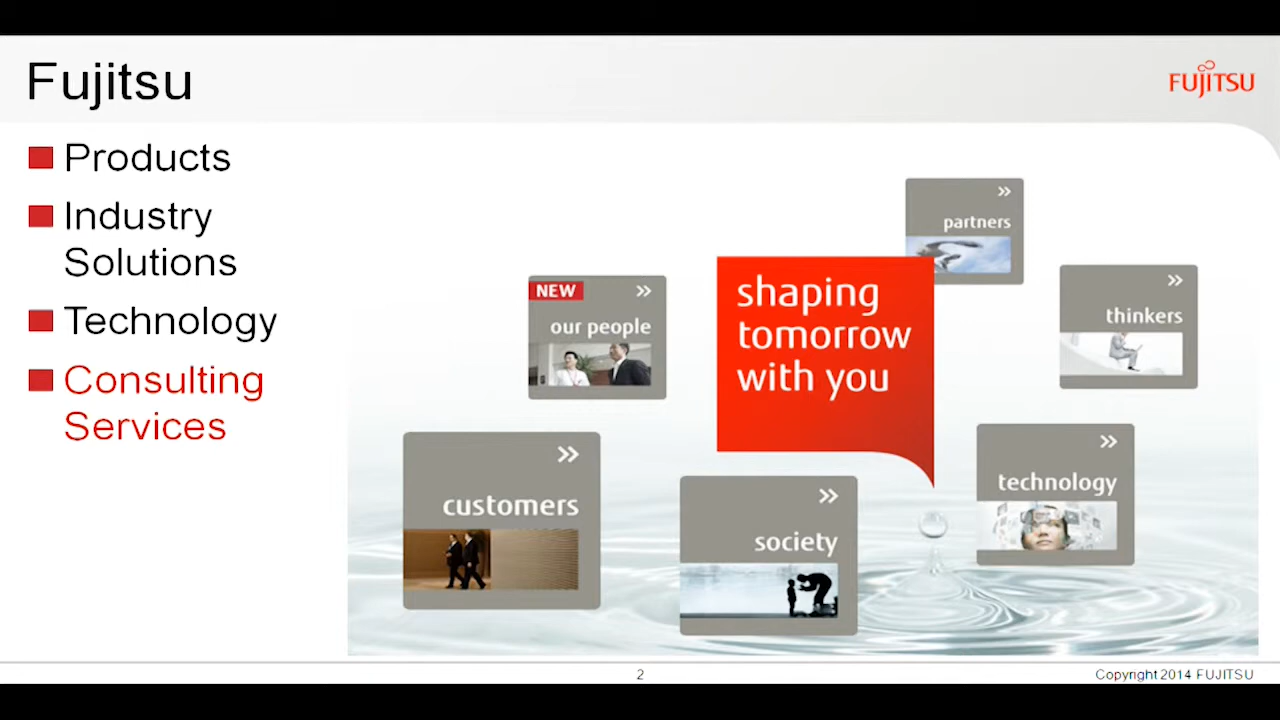 Fujitsu
FUJITSU
Products
Industry
Solutions
Technology
Consulting
Services
»
partners
»
thinkers
NEW »
our people
shaping
tomorrow
with you
»
customers
»
society
»
technology
2
Copyright 2014 FUJITSU